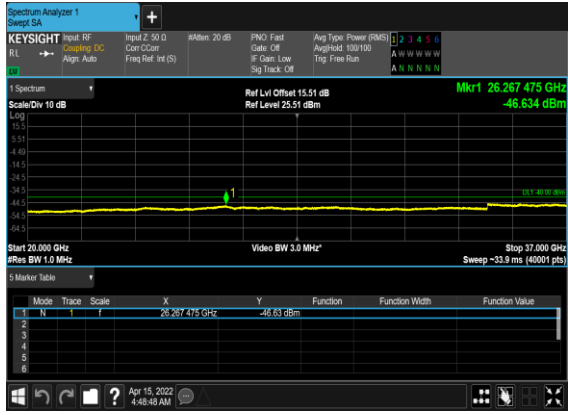 Spectrum Analyzer 1
Swept SA
KEYSIGHT Input: RF Input Z: 50 Ω #Atten: 20 dB PNO: Fast Avg Type: Power (RMS) 1 2 3 4 5 6
RL Coupling: DC Corr CCorr Gate: Off Avg|Hold: 100/100 A W W W W W
Align: Auto Freq Ref: Int (S) IF Gain: Low Trig: Free Run
LU Sig Track: Off A N N N N N
1 Spectrum Ref Lvl Offset 15.51 dB Mkr1 26.267 475 GHz
Scale/Div 10 dB Ref Level 25.51 dBm -46.634 dBm
Log
15.5
5.51
-4.49
-14.5
-24.5
-34.5 1 DL1 -40.00 dBm
-44.5
-54.5
-64.5
Start 20.000 GHz Video BW 3.0 MHz* Stop 37.000 GHz
#Res BW 1.0 MHz Sweep ~33.9 ms (40001 pts)
5 Marker Table
Mode Trace Scale X Y Function Function Width Function Value
1 N 1 f 26.267 475 GHz -46.63 dBm
2
3
4
5
6
? Apr 15, 2022
4:48:48 AM